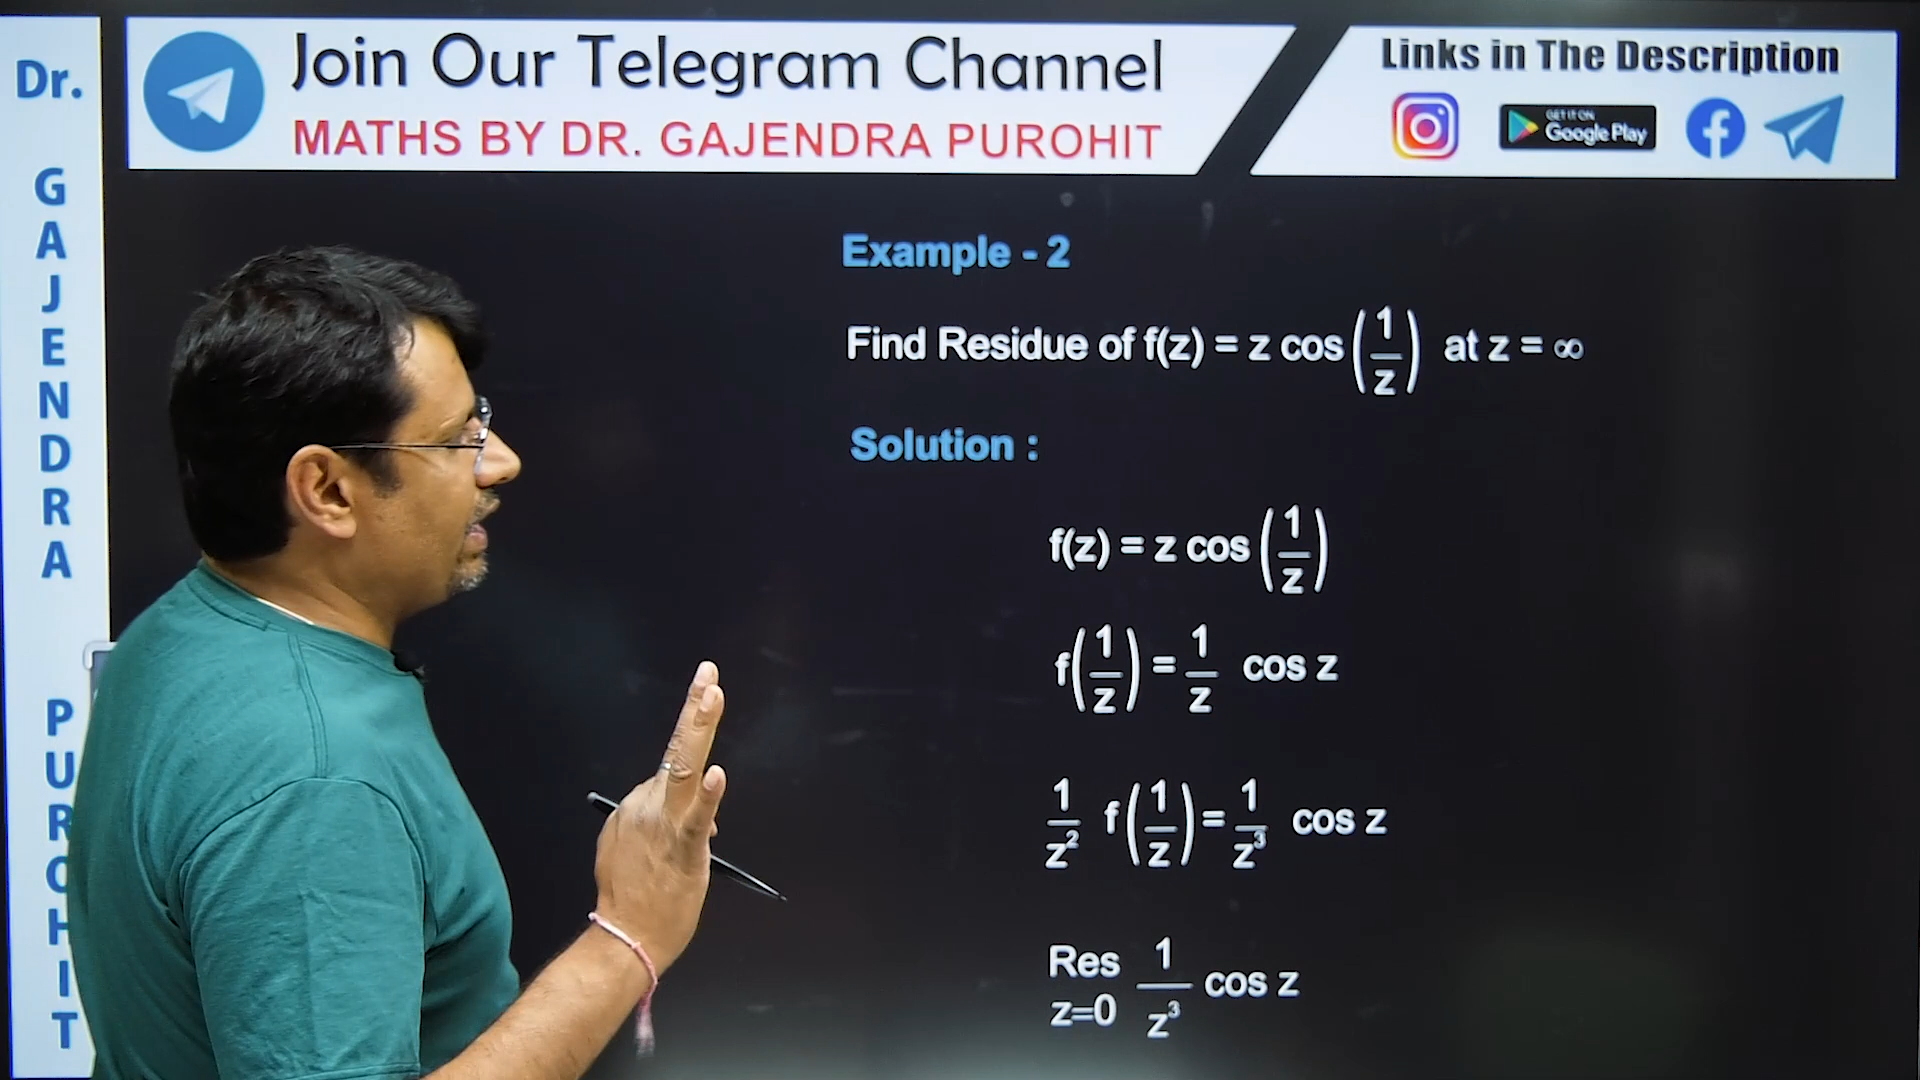 Dr.
GAJENDRA
PUROHIT
Join Our Telegram Channel
MATHS BY DR. GAJENDRA PUROHIT
Links in The Description
GET IT ON
Google Play
Example - 2
Find Residue of f(z) = z cos (1/z) at z = ∞
Solution :
f(z) = z cos (1/z)
f(1/z) = 1/z cos z
1/z² f(1/z) = 1/z³ cos z
Res z=0 1/z³ cos z